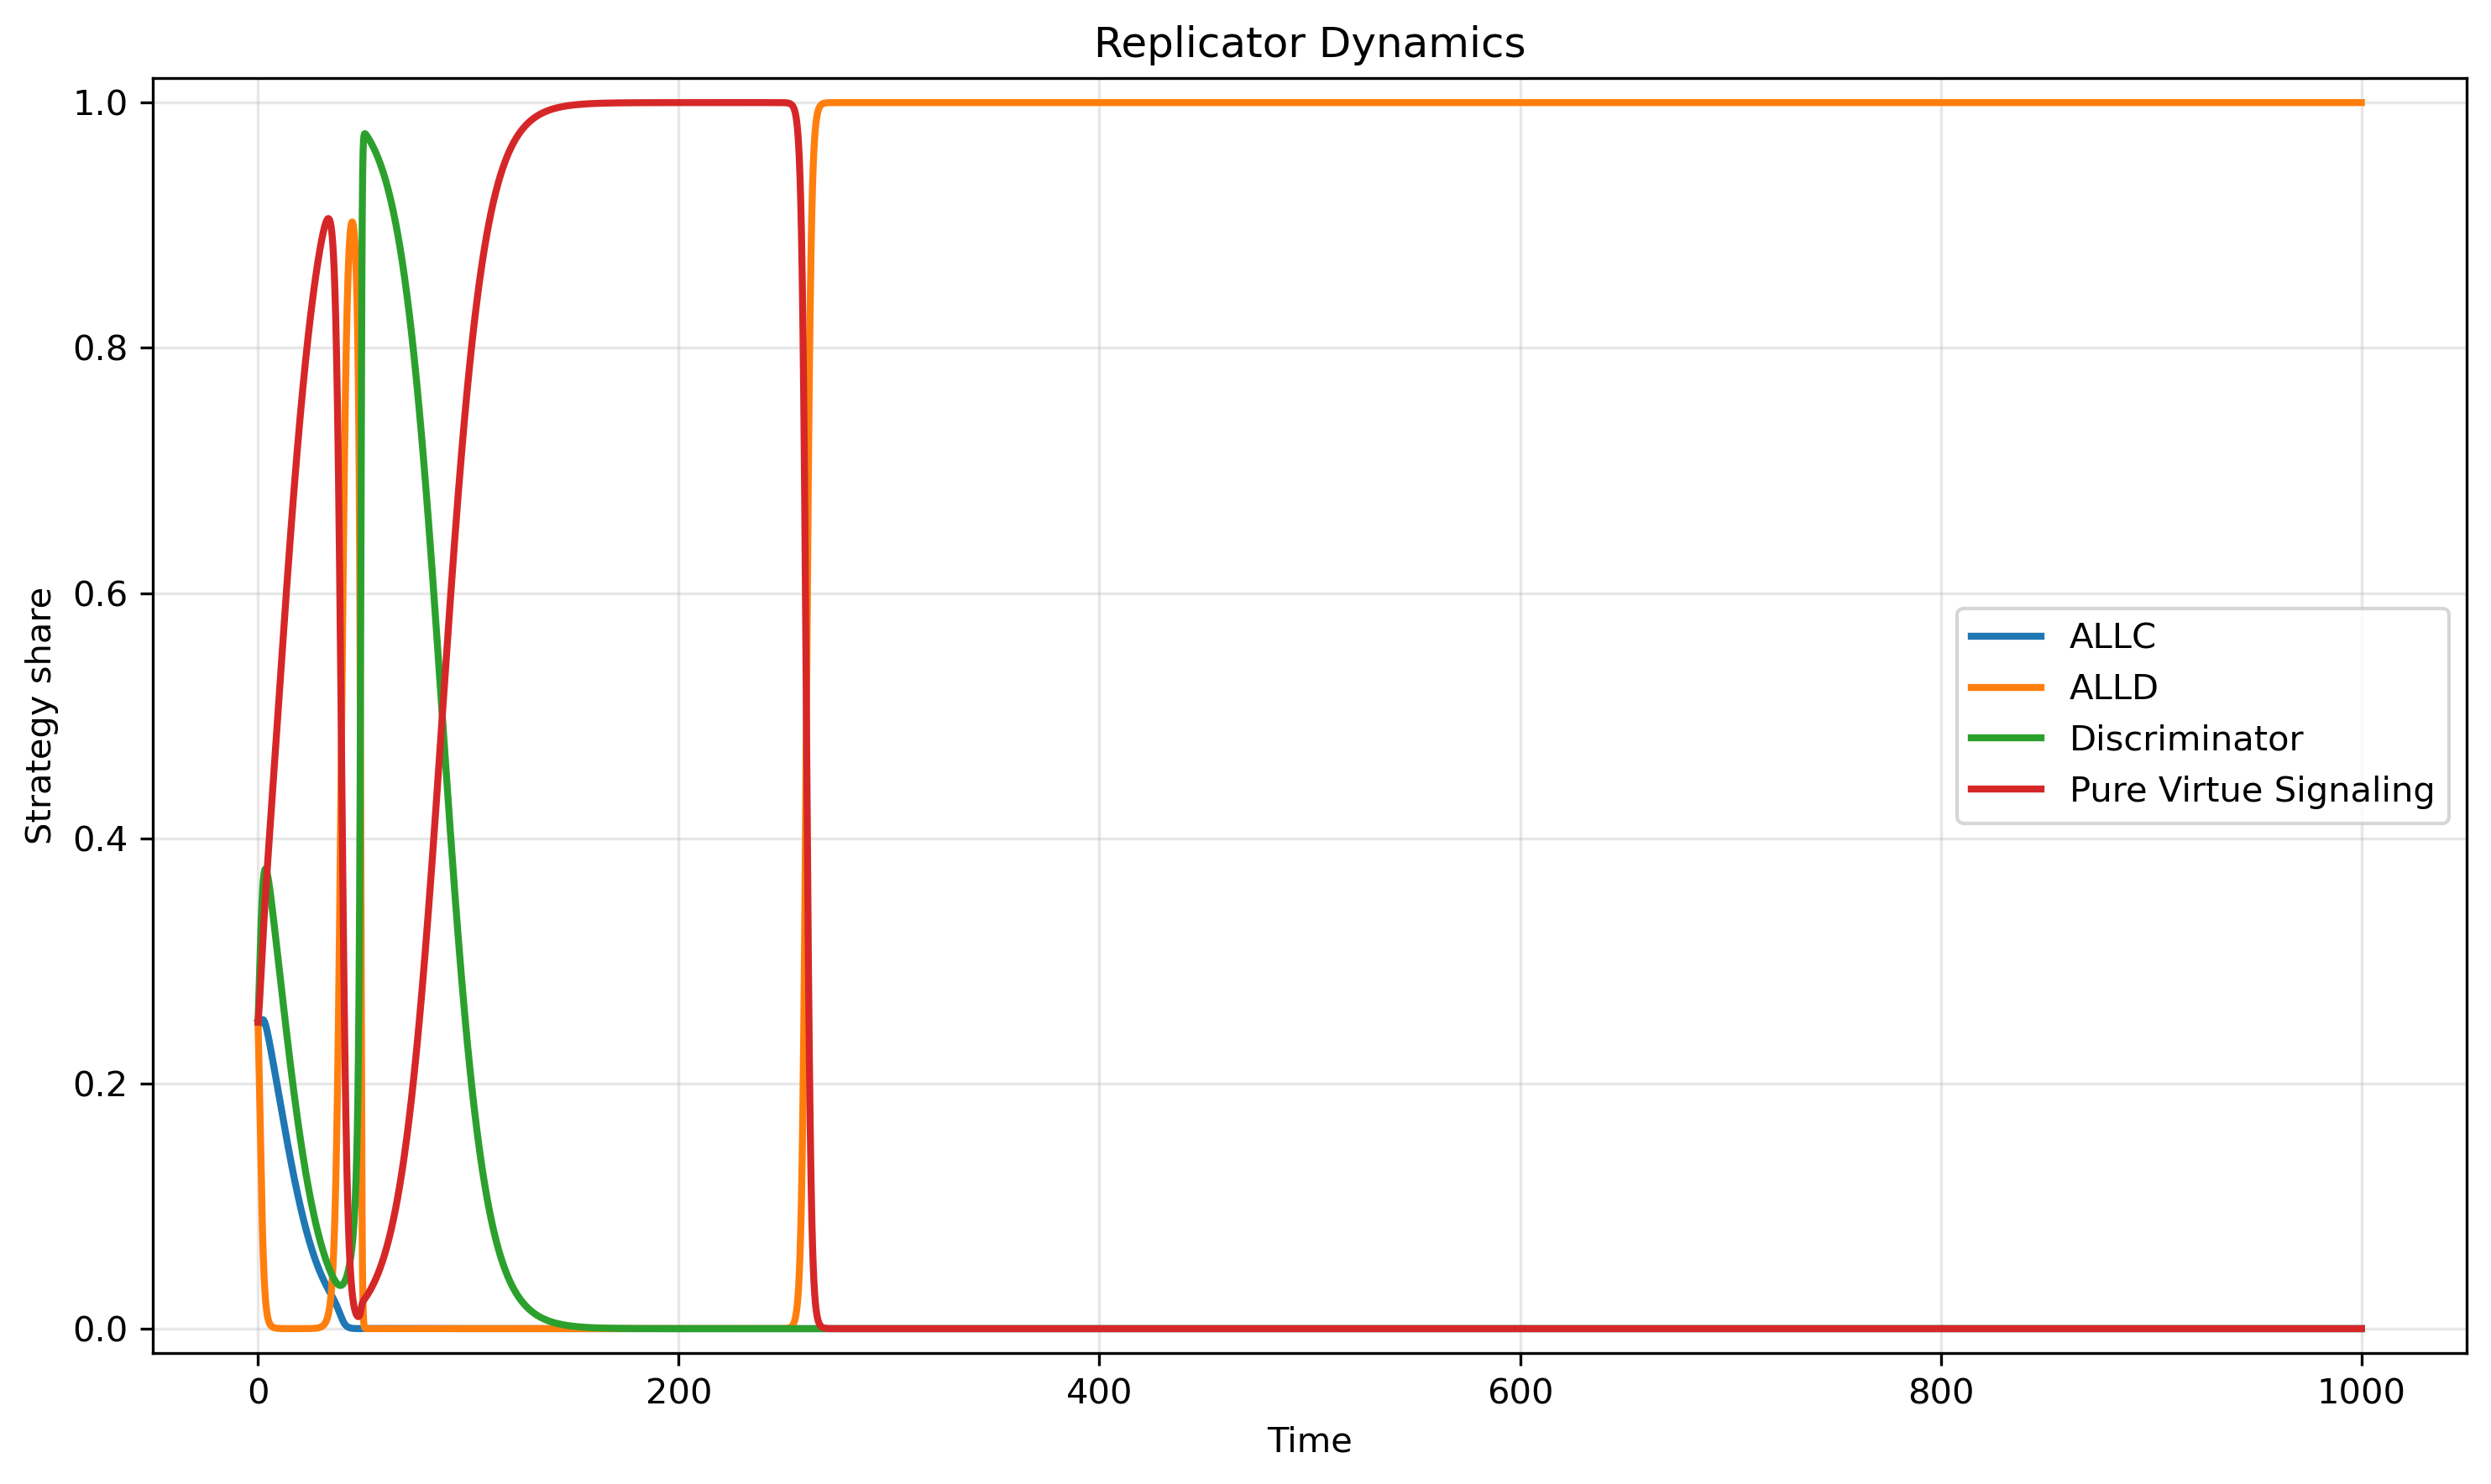 Replicator Dynamics
1.0
0.8
0.6
0.4
0.2
0.0
Strategy share
ALLC
ALLD
Discriminator
Pure Virtue Signaling
0 200 400 600 800 1000
Time